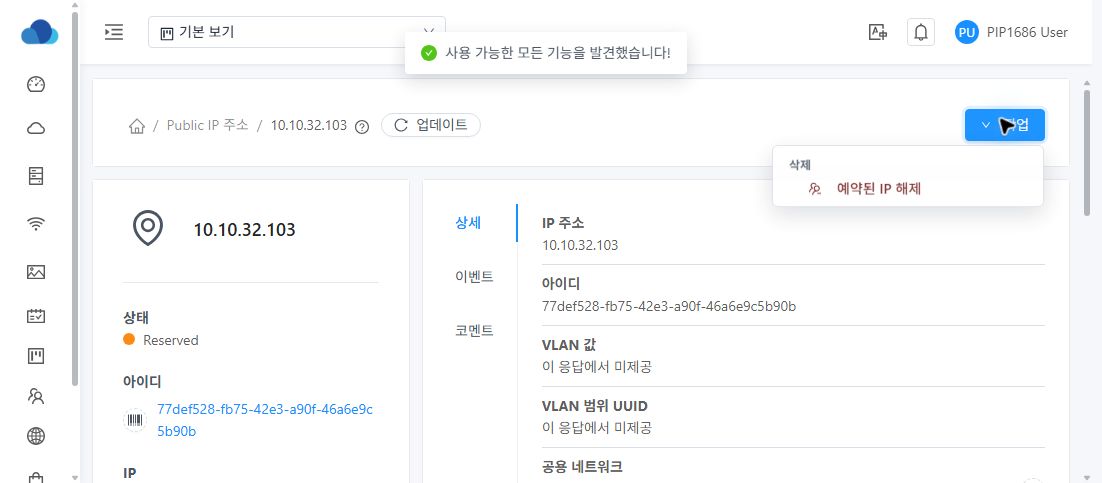 기본 보기
사용 가능한 모든 기능을 발견했습니다!
PU PIP1686 User
/ Public IP 주소 / 10.10.32.103
업데이트
삭제
예약된 IP 해제
10.10.32.103
상태
Reserved
아이디
77def528-fb75-42e3-a90f-46a6e9c
5b90b
IP
상세
이벤트
코멘트
IP 주소
10.10.32.103
아이디
77def528-fb75-42e3-a90f-46a6e9c5b90b
VLAN 값
이 응답에서 미제공
VLAN 범위 UUID
이 응답에서 미제공
공용 네트워크